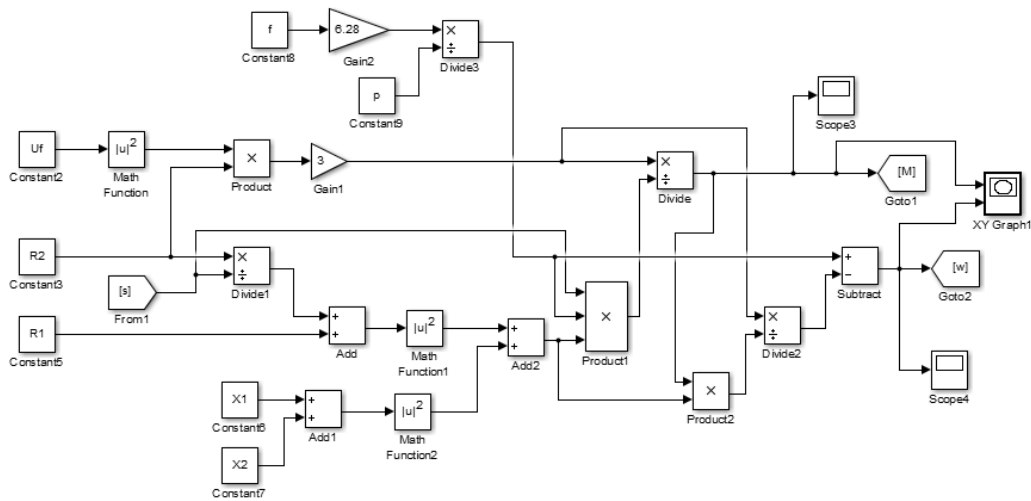 f
Constant8
6.28
Gain2
×
÷
Divide3
p
Constant9
Uf
Constant2
|u|²
Math
Function
×
Product
3
Gain1
×
÷
Divide
Scope3
[M]
Goto1
XY Graph1
R2
Constant3
[s]
From1
×
÷
Divide1
R1
Constant5
+
+
Add
|u|²
Math
Function1
+
+
Add2
×
Product1
×
÷
Divide2
+
−
Subtract
[w]
Goto2
Scope4
×
Product2
X1
Constant6
+
+
Add1
|u|²
Math
Function2
X2
Constant7